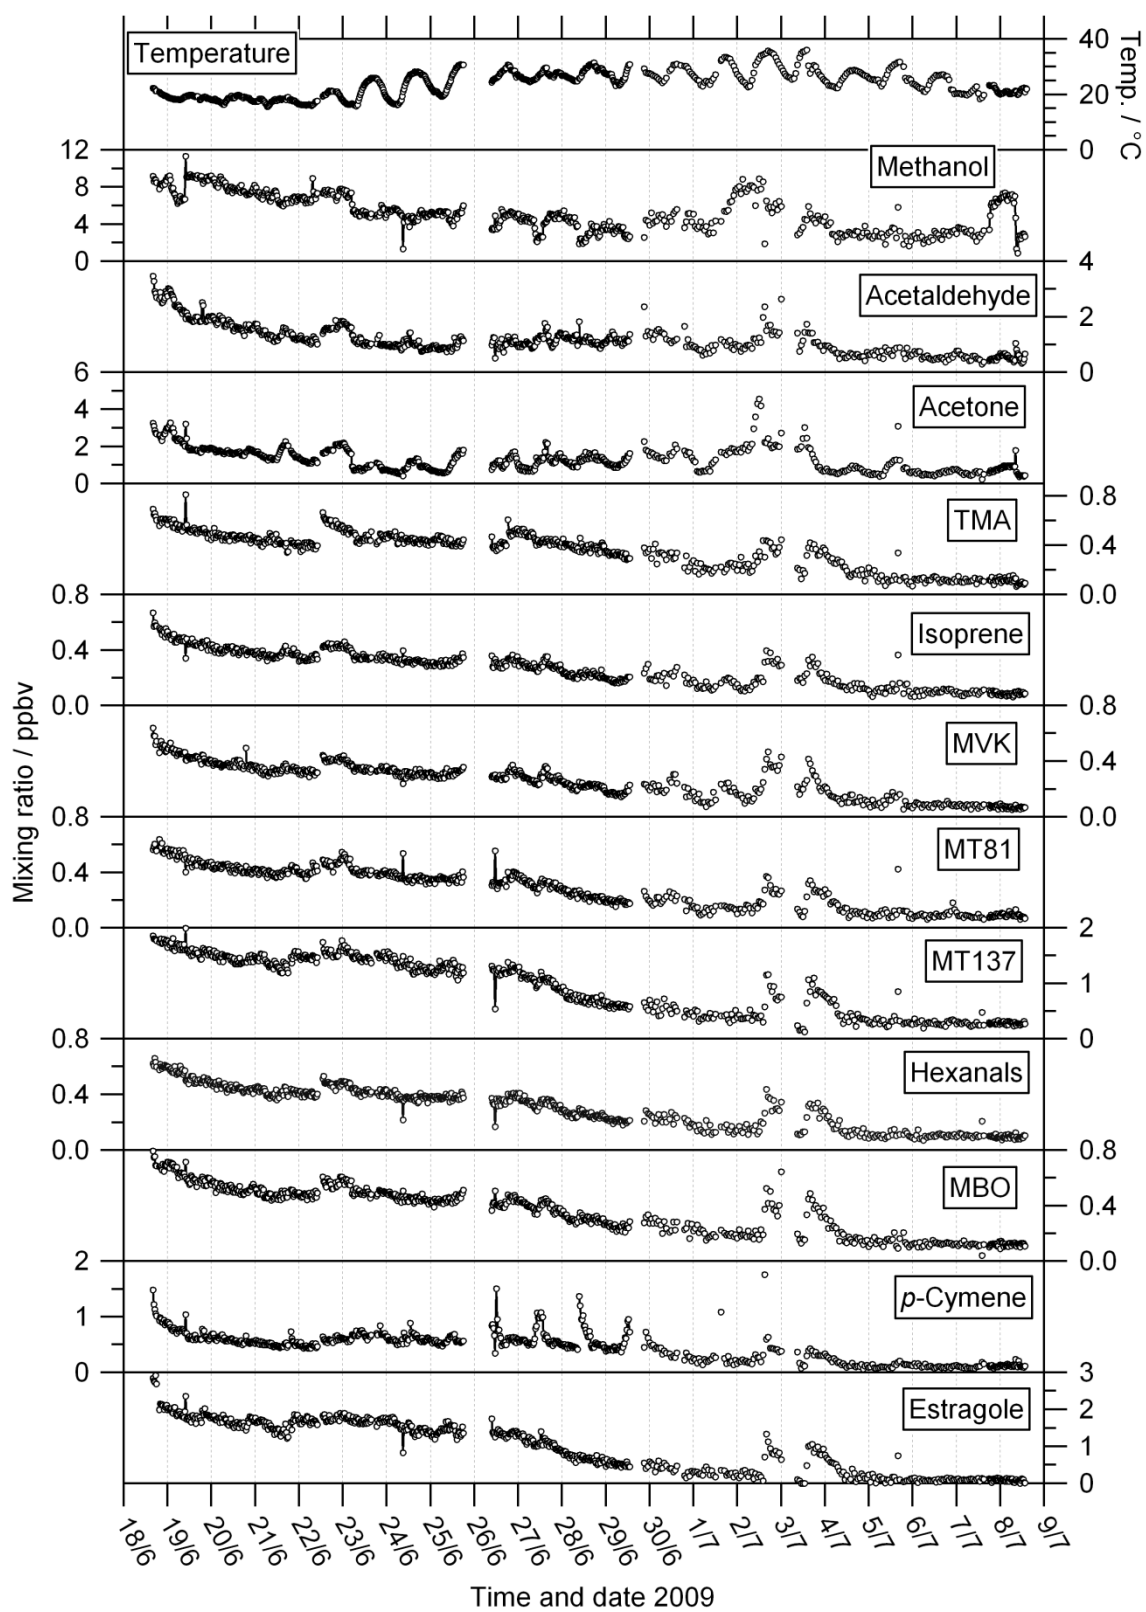 Temperature
40
20
0
Temp. / °C
12
8
4
0
Methanol
4
2
0
Acetaldehyde
6
4
2
0
Acetone
0.8
0.4
0.0
TMA
0.8
0.4
0.0
Isoprene
0.8
0.4
0.0
MVK
0.8
0.4
0.0
MT81
2
1
0
MT137
0.8
0.4
0.0
Hexanals
0.8
0.4
0.0
MBO
2
1
0
p-Cymene
3
2
1
0
Estragole
Mixing ratio / ppbv
18/6 19/6 20/6 21/6 22/6 23/6 24/6 25/6 26/6 27/6 28/6 29/6 30/6 1/7 2/7 3/7 4/7 5/7 6/7 7/7 8/7 9/7
Time and date 2009